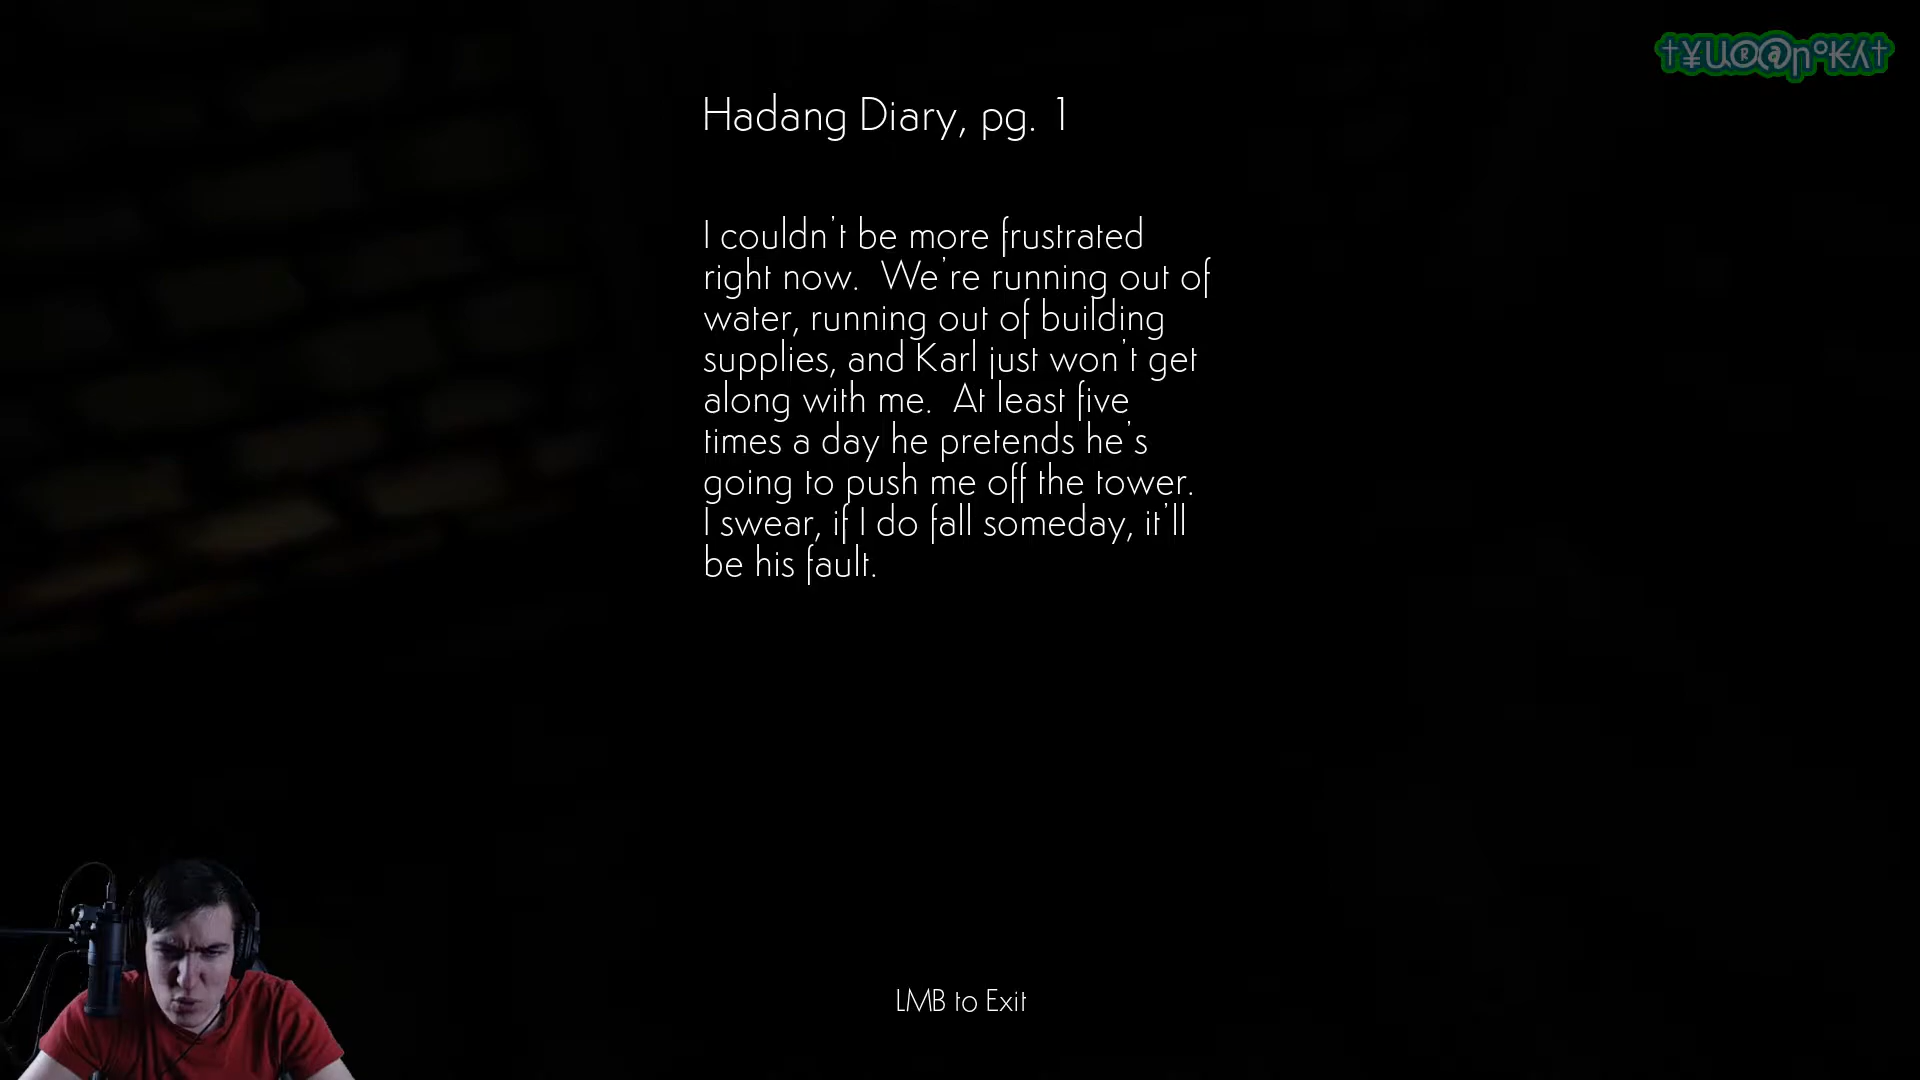 †¥U®@η°₭ʎ†
Hadang Diary, pg. 1
I couldn't be more frustrated
right now.  We're running out of
water, running out of building
supplies, and Karl just won't get
along with me.  At least five
times a day he pretends he's
going to push me off the tower.
I swear, if I do fall someday, it'll
be his fault.
LMB to Exit